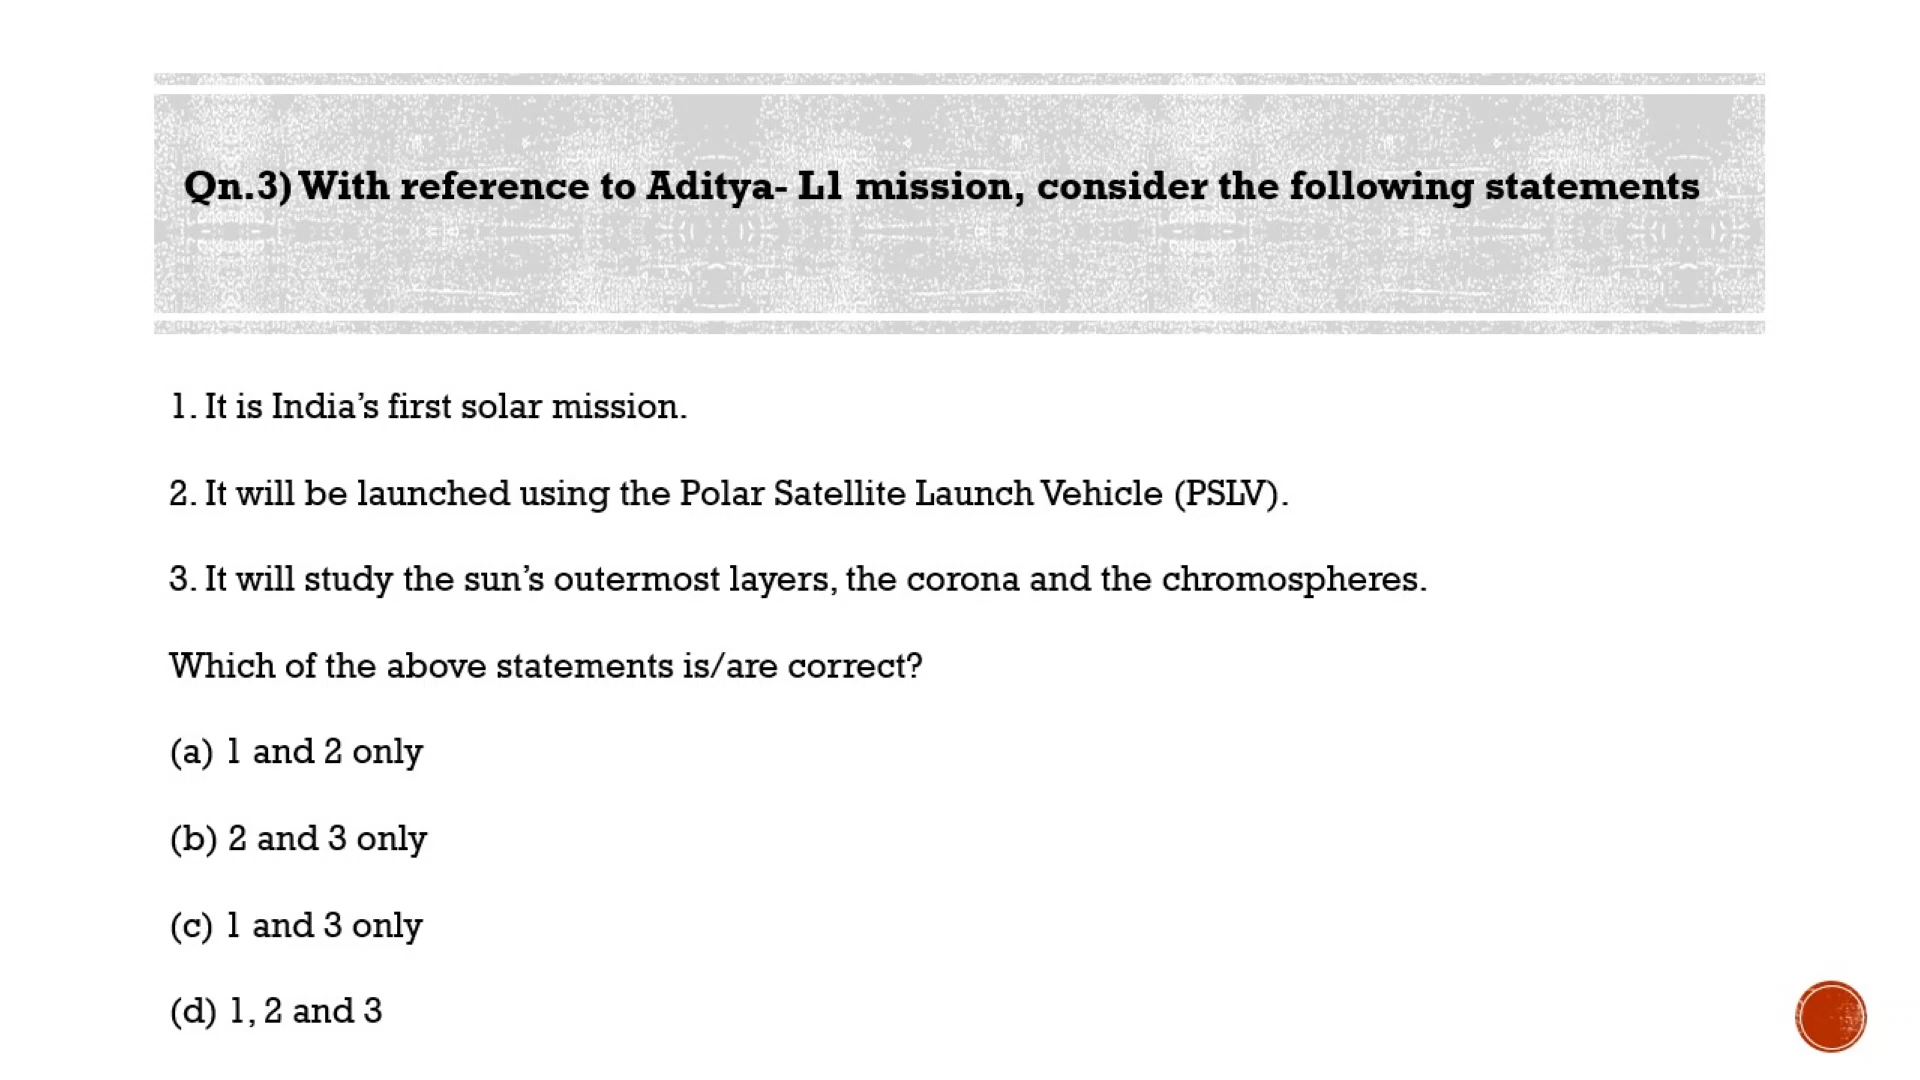 Qn.3) With reference to Aditya- L1 mission, consider the following statements
1. It is India’s first solar mission.
2. It will be launched using the Polar Satellite Launch Vehicle (PSLV).
3. It will study the sun’s outermost layers, the corona and the chromospheres.
Which of the above statements is/are correct?
(a) 1 and 2 only
(b) 2 and 3 only
(c) 1 and 3 only
(d) 1, 2 and 3